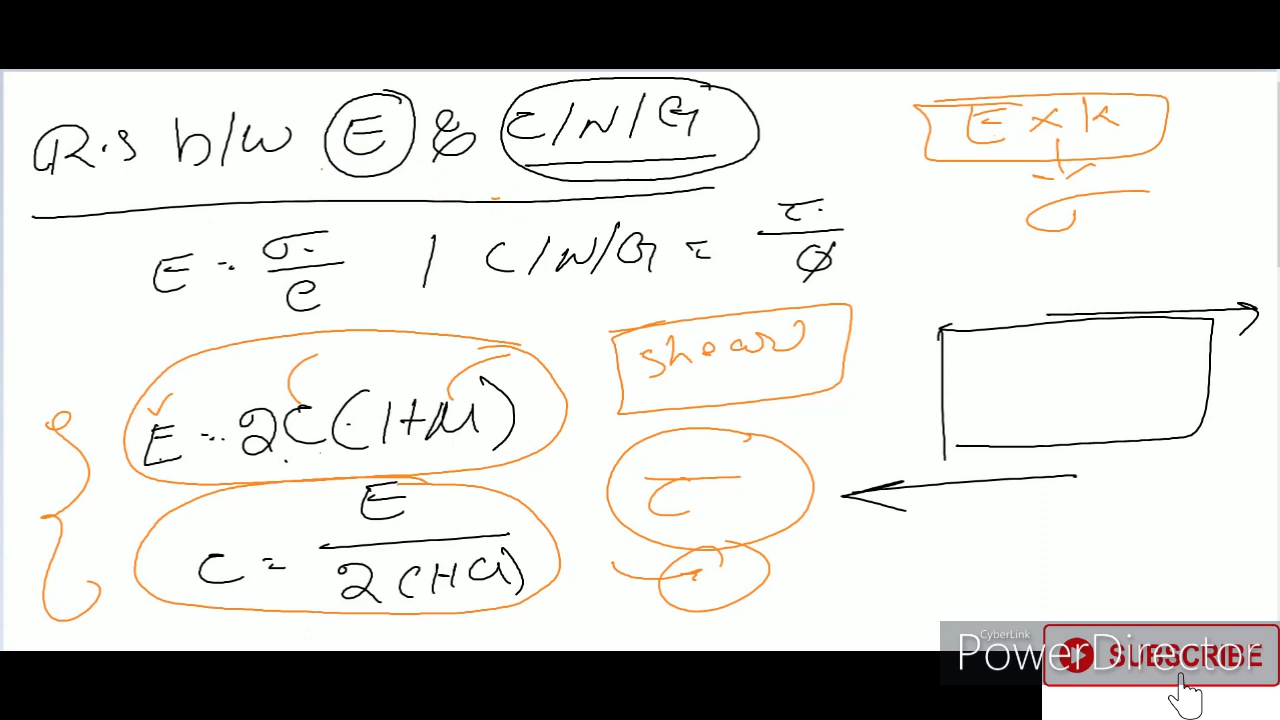 R.S b/w E & C/N/G
E x K
σ
E = σ/e | C/N/G = τ/φ
shear
E = 2C(1+μ)
τ
C = E/2(1+μ)
CyberLink
PowerDirector
SUBSCRIBE